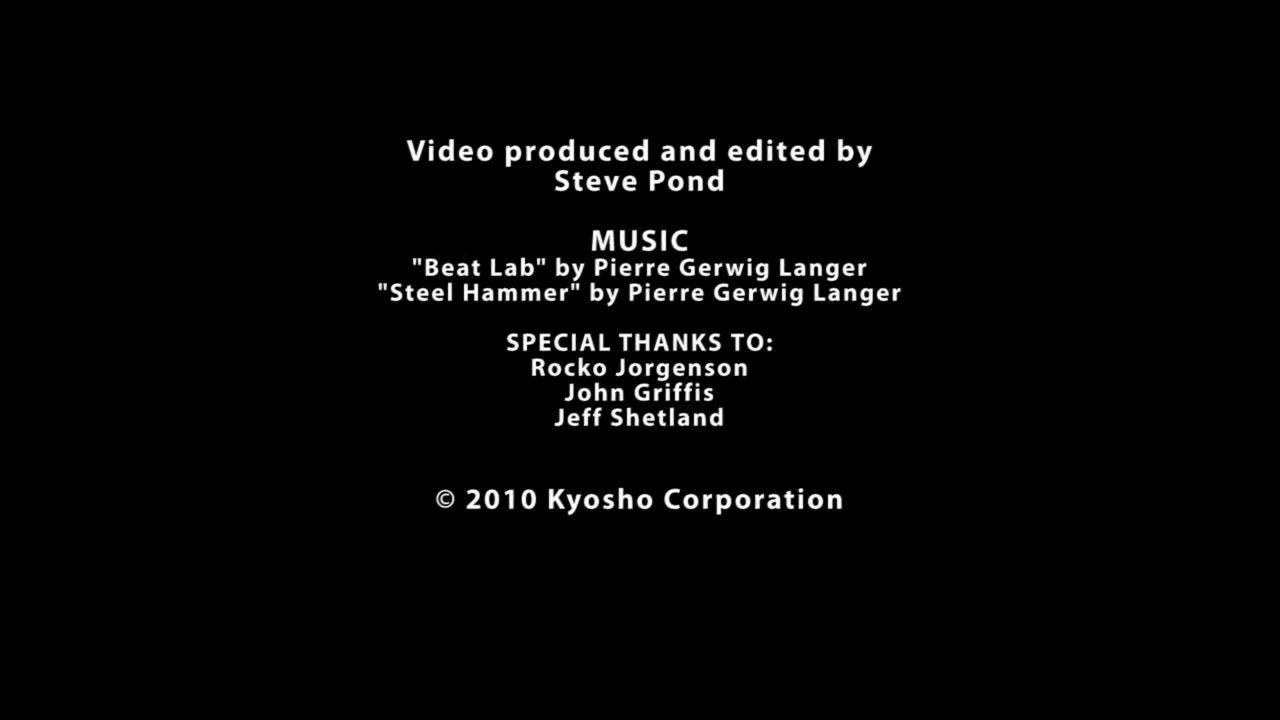 Video produced and edited by
Steve Pond
MUSIC
"Beat Lab" by Pierre Gerwig Langer
"Steel Hammer" by Pierre Gerwig Langer
SPECIAL THANKS TO:
Rocko Jorgenson
John Griffis
Jeff Shetland
© 2010 Kyosho Corporation